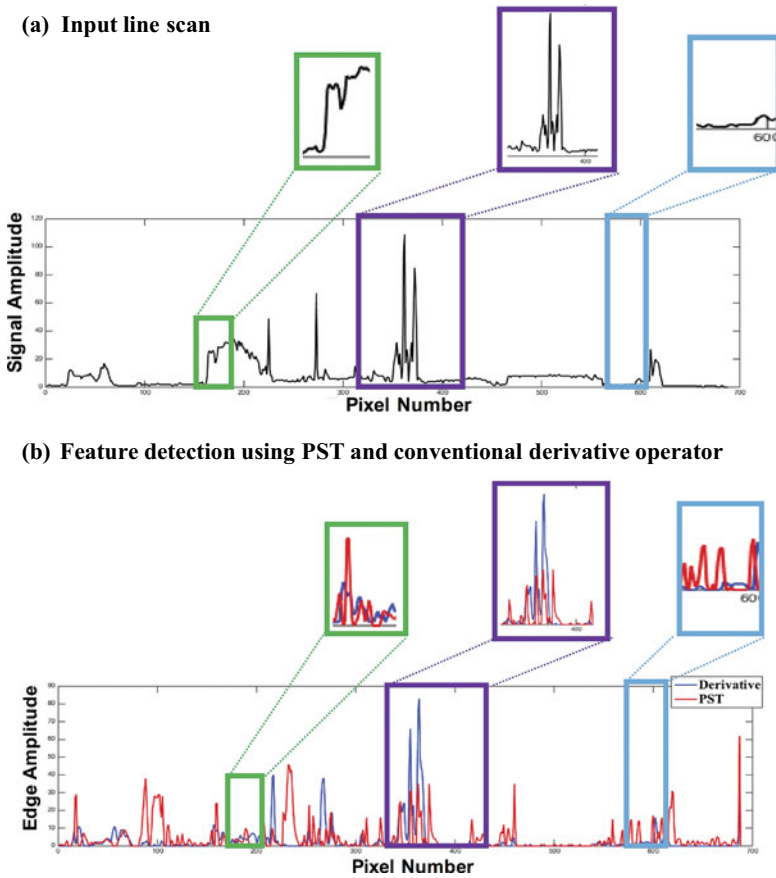 (a) Input line scan
400
600
Signal Amplitude
120
100
80
60
40
20
0
0 100 200 300 400 500 600 700
Pixel Number
(b) Feature detection using PST and conventional derivative operator
400
600
Edge Amplitude
90
80
70
60
50
40
30
20
10
0
Derivative
PST
0 100 200 300 400 500 600 700
Pixel Number